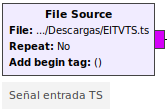 File Source
File: .../Descargas/EITVTS.ts
Repeat: No
Add begin tag: ()
Señal entrada TS